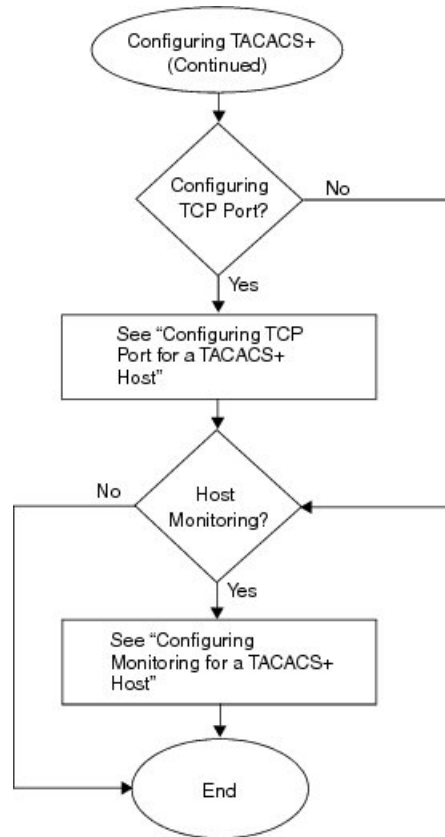 Configuring TACACS+
(Continued)
Configuring
TCP Port?
No
Yes
See “Configuring TCP
Port for a TACACS+
Host”
No
Host
Monitoring?
Yes
See “Configuring
Monitoring for a TACACS+
Host”
End